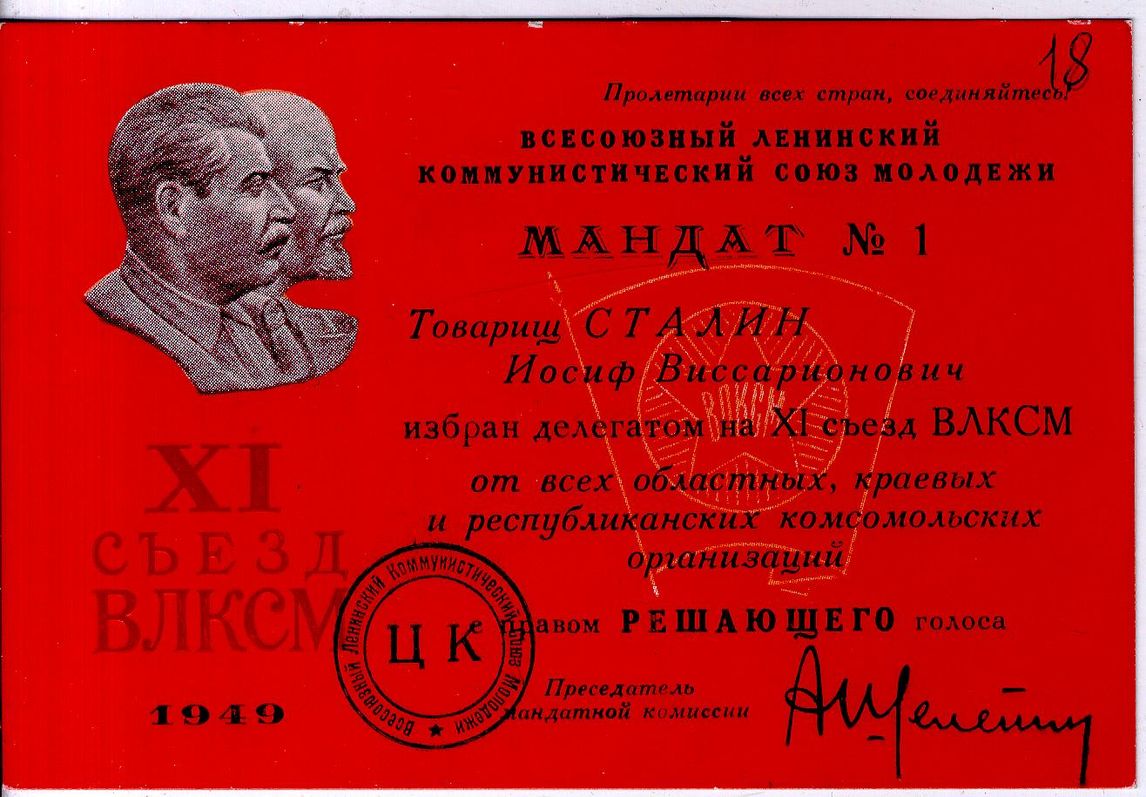 18
Пролетарии всех стран, соединяйтесь!
ВСЕСОЮЗНЫЙ ЛЕНИНСКИЙ
КОММУНИСТИЧЕСКИЙ СОЮЗ МОЛОДЕЖИ
МАНДАТ № 1
Товарищ СТАЛИН
Иосиф Виссарионович
избран делегатом на XI съезд ВЛКСМ
от всех областных, краевых
и республиканских комсомольских
организаций
с правом РЕШАЮЩЕГО голоса
Преседатель
мандатной комиссии
XI
СЪЕЗД
ВЛКСМ
1949
Всесоюзный Ленинский Коммунистический Союз Молодежи
ЦК
ВЛКСМ